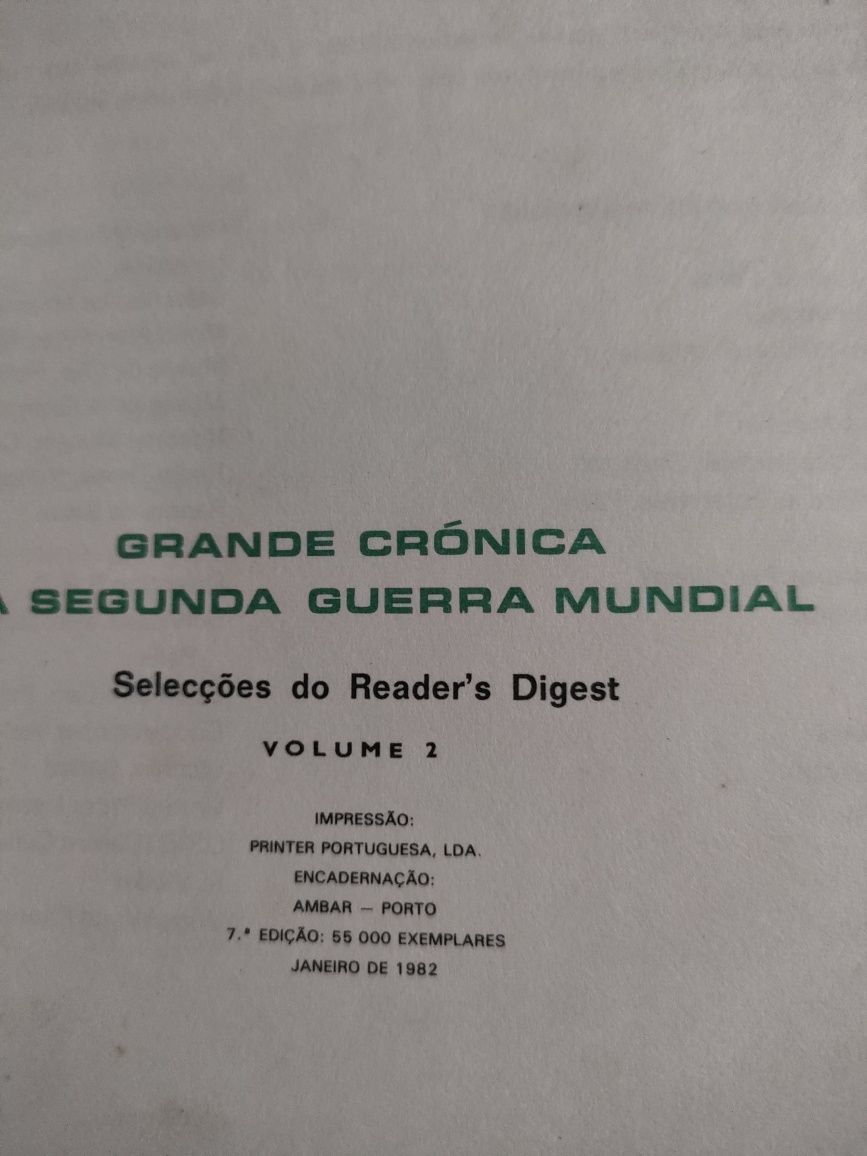 GRANDE CRÓNICA
A SEGUNDA GUERRA MUNDIAL
Selecções do Reader's Digest
VOLUME 2
IMPRESSÃO:
PRINTER PORTUGUESA, LDA.
ENCADERNAÇÃO:
AMBAR — PORTO
7.ª EDIÇÃO: 55 000 EXEMPLARES
JANEIRO DE 1982